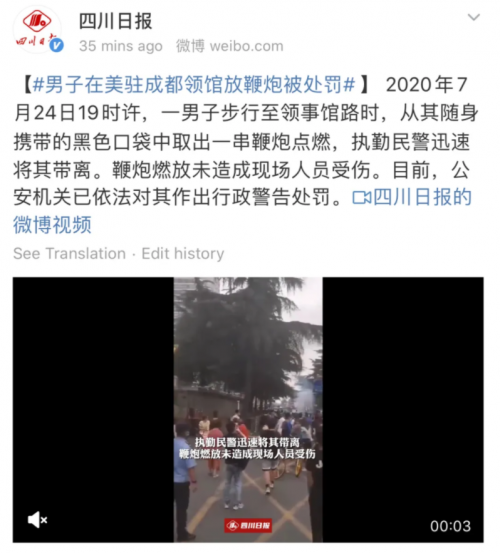 四川日报
35 mins ago 微博 weibo.com
【#男子在美驻成都领馆放鞭炮被处罚#】 2020年7
月24日19时许，一男子步行至领事馆路时，从其随身
携带的黑色口袋中取出一串鞭炮点燃，执勤民警迅速
将其带离。鞭炮燃放未造成现场人员受伤。目前，公
安机关已依法对其作出行政警告处罚。四川日报的
微博视频
See Translation · Edit history
执勤民警迅速将其带离
鞭炮燃放未造成现场人员受伤
四川日报
00:03